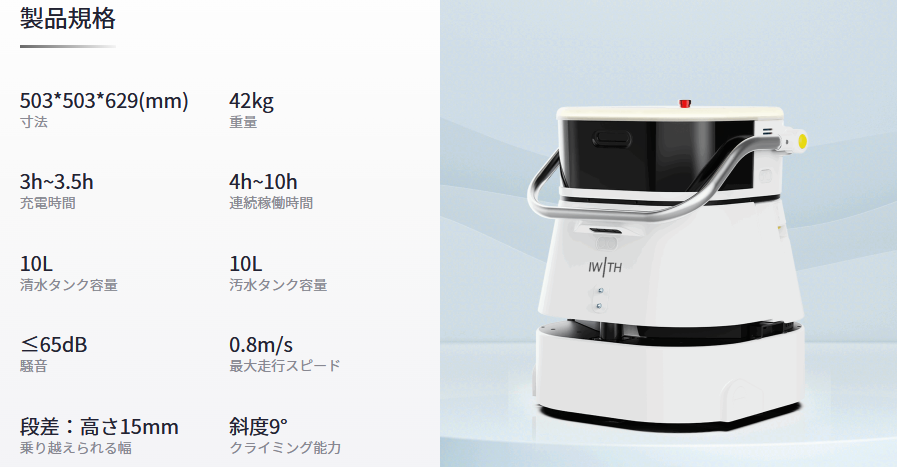 製品規格
503*503*629(mm)
寸法
42kg
重量
3h~3.5h
充電時間
4h~10h
連続稼働時間
10L
清水タンク容量
10L
汚水タンク容量
≤65dB
騒音
0.8m/s
最大走行スピード
段差：高さ15mm
乗り越えられる幅
斜度9°
クライミング能力
IW/TH